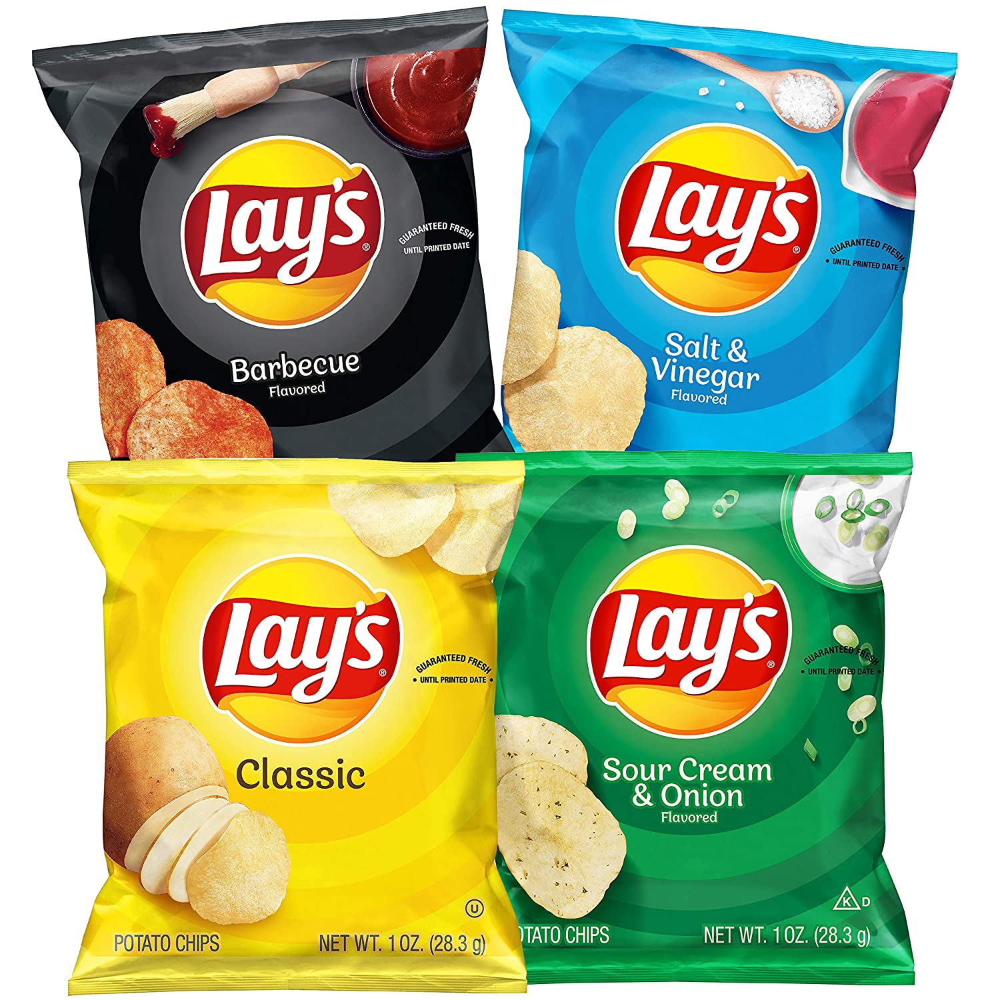 Lay's®
GUARANTEED FRESH
UNTIL PRINTED DATE
Barbecue
Flavored
Lay's®
GUARANTEED FRESH
• UNTIL PRINTED DATE •
Salt &
Vinegar
Flavored
Lay's®
GUARANTEED FRESH
• UNTIL PRINTED DATE •
Classic
U
POTATO CHIPS NET WT. 1 OZ. (28.3 g)
Lay's®
GUARANTEED FRESH
• UNTIL PRINTED DATE •
Sour Cream
& Onion
Flavored
K D
OTATO CHIPS NET WT. 1 OZ. (28.3 g)